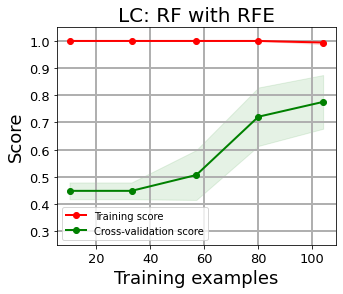 LC: RF with RFE
1.0
0.9
0.8
0.7
0.6
0.5
0.4
0.3
Score
Training score
Cross-validation score
20 40 60 80 100
Training examples